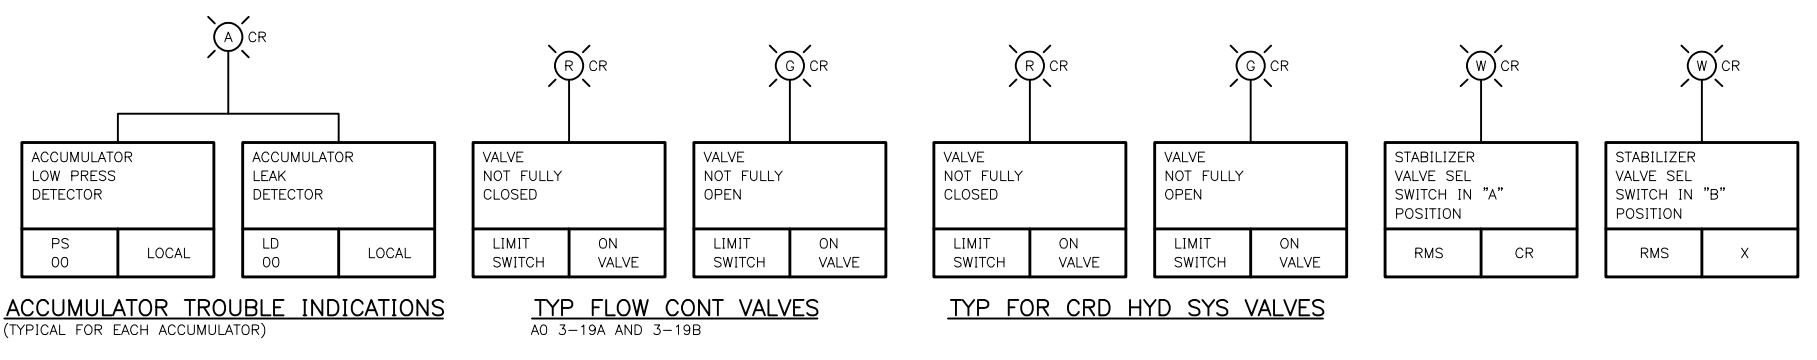 A CR
R CR
G CR
R CR
G CR
W CR
W CR
ACCUMULATOR
LOW PRESS
DETECTOR
PS
00
LOCAL
ACCUMULATOR
LEAK
DETECTOR
LD
00
LOCAL
VALVE
NOT FULLY
CLOSED
LIMIT
SWITCH
ON
VALVE
VALVE
NOT FULLY
OPEN
LIMIT
SWITCH
ON
VALVE
VALVE
NOT FULLY
CLOSED
LIMIT
SWITCH
ON
VALVE
VALVE
NOT FULLY
OPEN
LIMIT
SWITCH
ON
VALVE
STABILIZER
VALVE SEL
SWITCH IN "A"
POSITION
RMS
CR
STABILIZER
VALVE SEL
SWITCH IN "B"
POSITION
RMS
X
ACCUMULATOR TROUBLE INDICATIONS
(TYPICAL FOR EACH ACCUMULATOR)
TYP FLOW CONT VALVES
AO 3-19A AND 3-19B
TYP FOR CRD HYD SYS VALVES